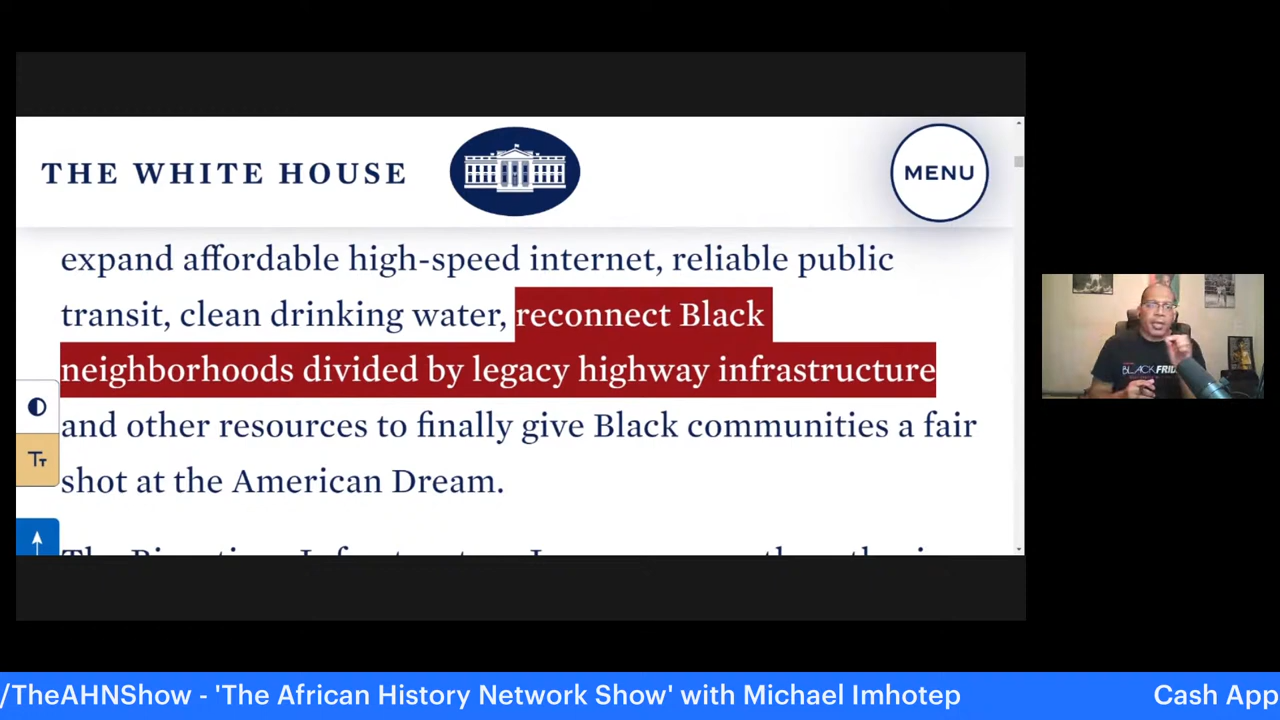 THE WHITE HOUSE
MENU
expand affordable high-speed internet, reliable public
transit, clean drinking water, reconnect Black
neighborhoods divided by legacy highway infrastructure
and other resources to finally give Black communities a fair
shot at the American Dream.
BLACK FRID
/TheAHNShow - 'The African History Network Show' with Michael Imhotep
Cash App